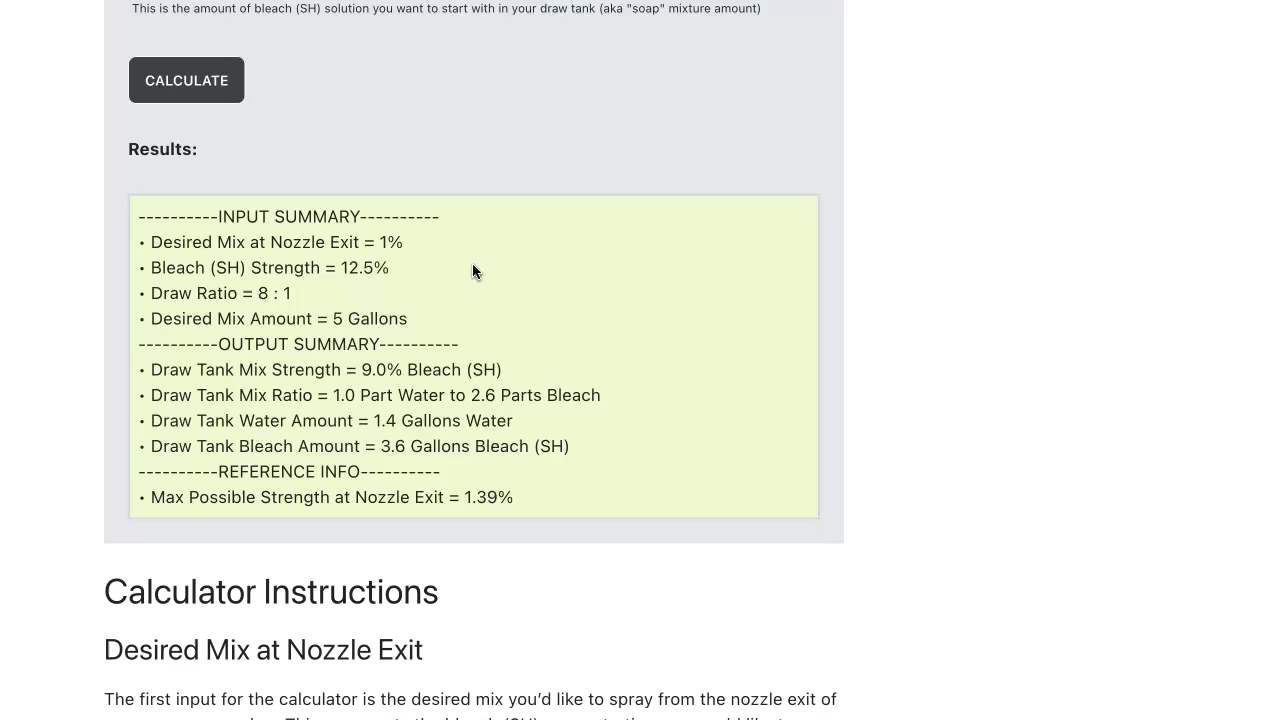 This is the amount of bleach (SH) solution you want to start with in your draw tank (aka "soap" mixture amount)
CALCULATE
Results:
----------INPUT SUMMARY----------
• Desired Mix at Nozzle Exit = 1%
• Bleach (SH) Strength = 12.5%
• Draw Ratio = 8 : 1
• Desired Mix Amount = 5 Gallons
----------OUTPUT SUMMARY----------
• Draw Tank Mix Strength = 9.0% Bleach (SH)
• Draw Tank Mix Ratio = 1.0 Part Water to 2.6 Parts Bleach
• Draw Tank Water Amount = 1.4 Gallons Water
• Draw Tank Bleach Amount = 3.6 Gallons Bleach (SH)
----------REFERENCE INFO----------
• Max Possible Strength at Nozzle Exit = 1.39%
Calculator Instructions
Desired Mix at Nozzle Exit
The first input for the calculator is the desired mix you’d like to spray from the nozzle exit of